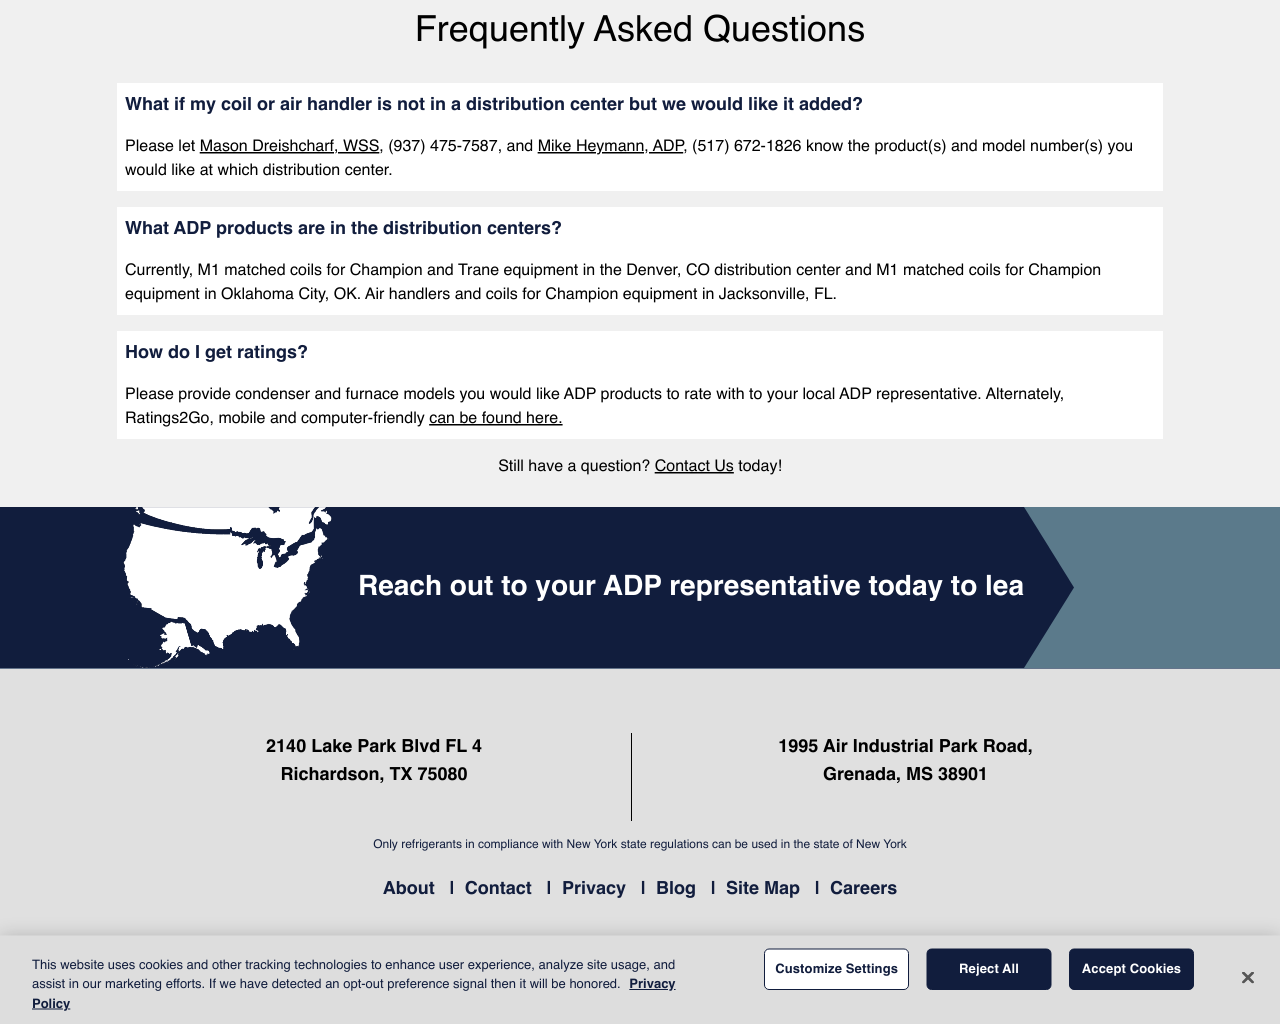 Frequently Asked Questions
What if my coil or air handler is not in a distribution center but we would like it added?
Please let Mason Dreishcharf, WSS, (937) 475-7587, and Mike Heymann, ADP, (517) 672-1826 know the product(s) and model number(s) you
would like at which distribution center.
What ADP products are in the distribution centers?
Currently, M1 matched coils for Champion and Trane equipment in the Denver, CO distribution center and M1 matched coils for Champion
equipment in Oklahoma City, OK. Air handlers and coils for Champion equipment in Jacksonville, FL.
How do I get ratings?
Please provide condenser and furnace models you would like ADP products to rate with to your local ADP representative. Alternately,
Ratings2Go, mobile and computer-friendly can be found here.
Still have a question? Contact Us today!
Reach out to your ADP representative today to lea
2140 Lake Park Blvd FL 4
Richardson, TX 75080
1995 Air Industrial Park Road,
Grenada, MS 38901
Only refrigerants in compliance with New York state regulations can be used in the state of New York
About | Contact | Privacy | Blog | Site Map | Careers
This website uses cookies and other tracking technologies to enhance user experience, analyze site usage, and
assist in our marketing efforts. If we have detected an opt-out preference signal then it will be honored. Privacy
Policy
Customize Settings
Reject All
Accept Cookies